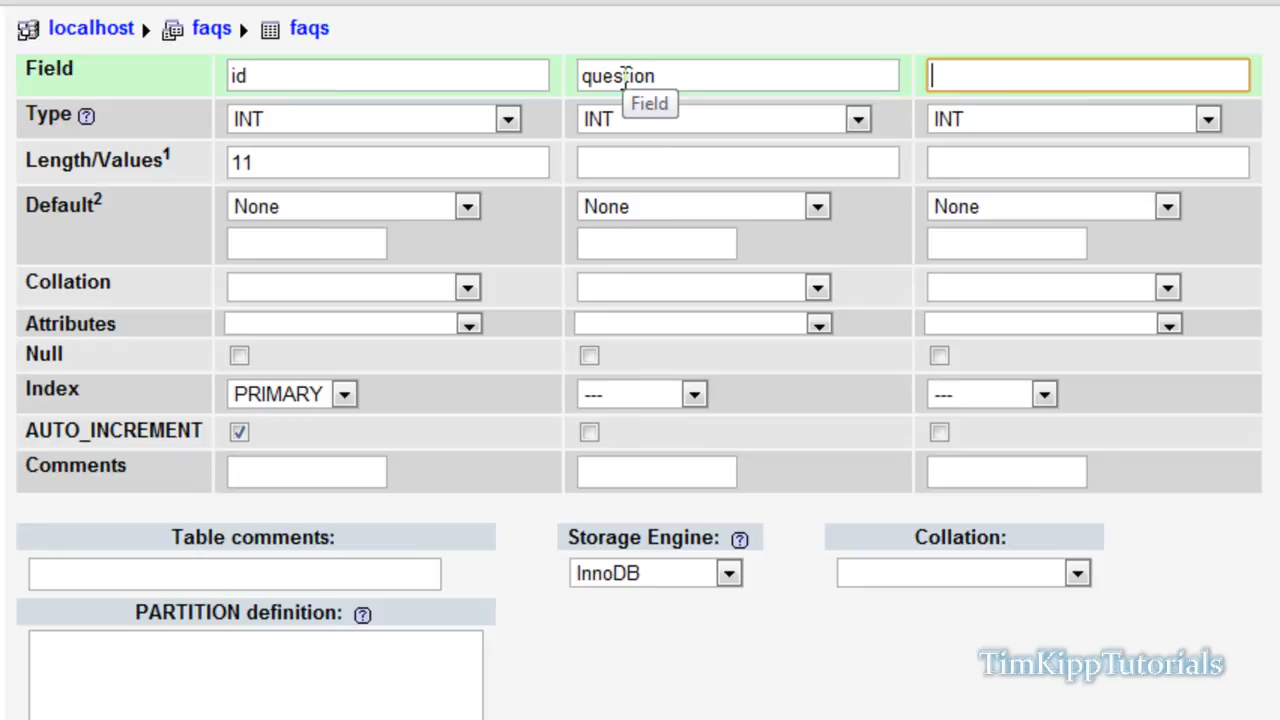 localhost faqs faqs
Field id question
Field
Type INT INT INT
Length/Values1 11
Default2 None None None
Collation
Attributes
Null
Index PRIMARY --- ---
AUTO_INCREMENT
Comments
Table comments: Storage Engine: Collation:
InnoDB
PARTITION definition:
TimKippTutorials